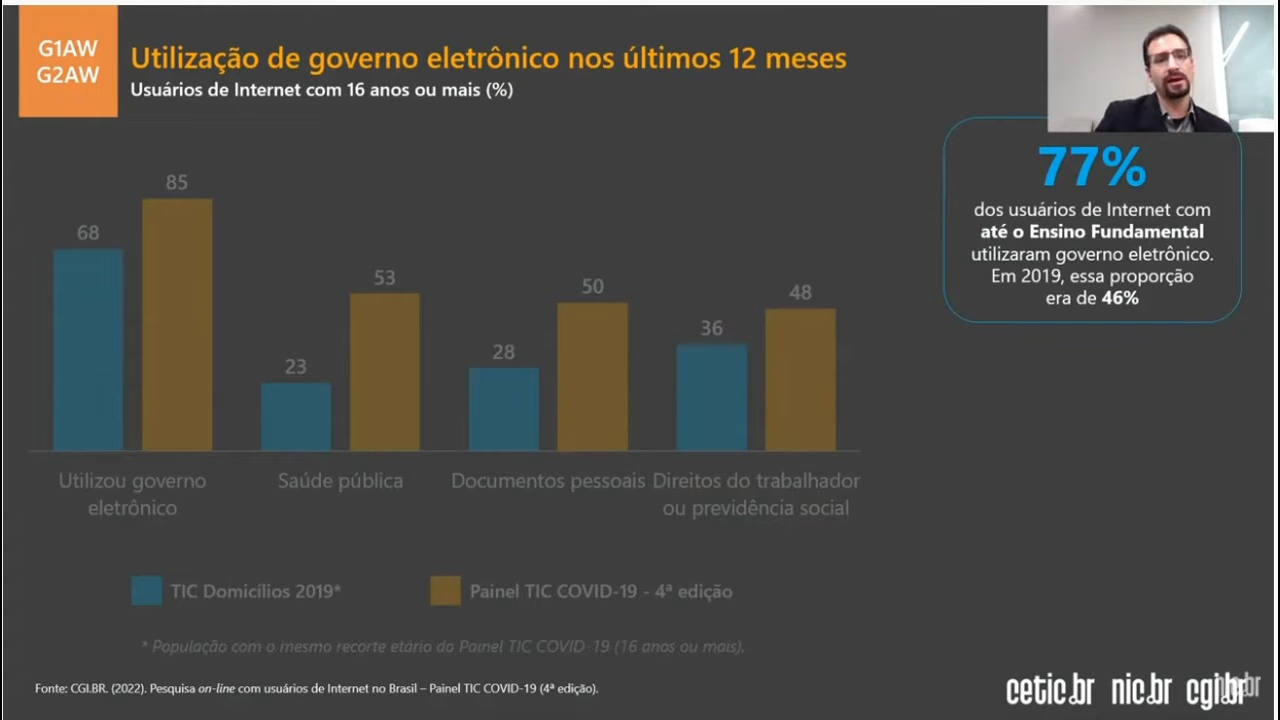 G1AW
G2AW
Utilização de governo eletrônico nos últimos 12 meses
Usuários de Internet com 16 anos ou mais (%)
77%
dos usuários de Internet com
até o Ensino Fundamental
utilizaram governo eletrônico.
Em 2019, essa proporção
era de 46%
68
85
23
53
28
50
36
48
Utilizou governo
eletrônico
Saúde pública
Documentos pessoais
Direitos do trabalhador
ou previdência social
TIC Domicílios 2019*
Painel TIC COVID-19 - 4ª edição
* População com o mesmo recorte etário do Painel TIC COVID-19 (16 anos ou mais).
Fonte: CGI.BR. (2022). Pesquisa on-line com usuários de Internet no Brasil – Painel TIC COVID-19 (4ª edição).
cetic.br nic.br cgi.br
nic.br